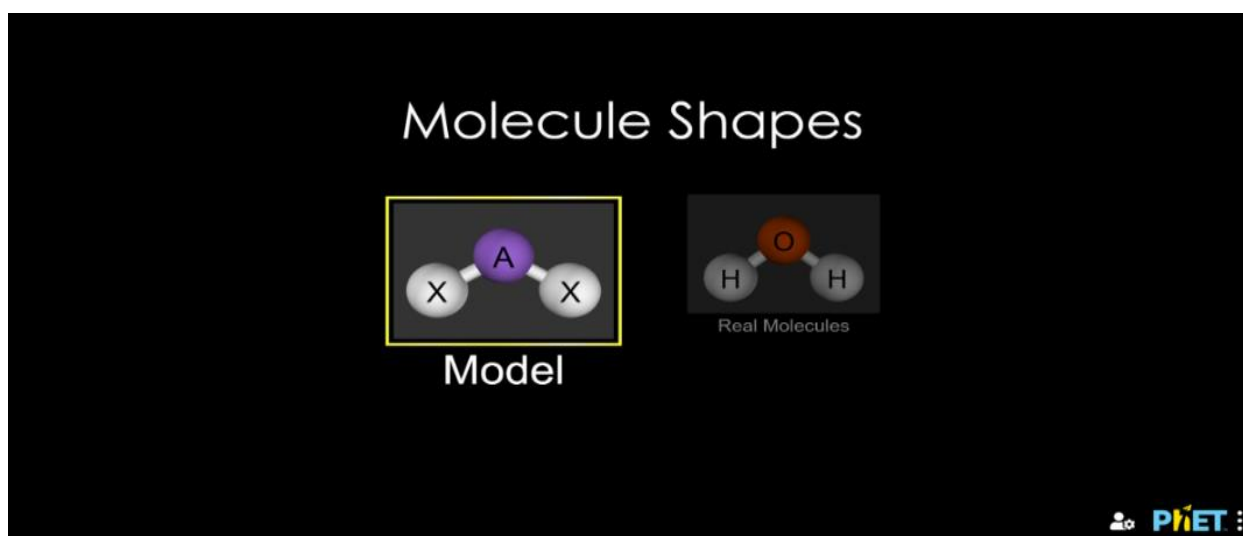 Molecule Shapes
A
X X
Model
O
H H
Real Molecules
PhET